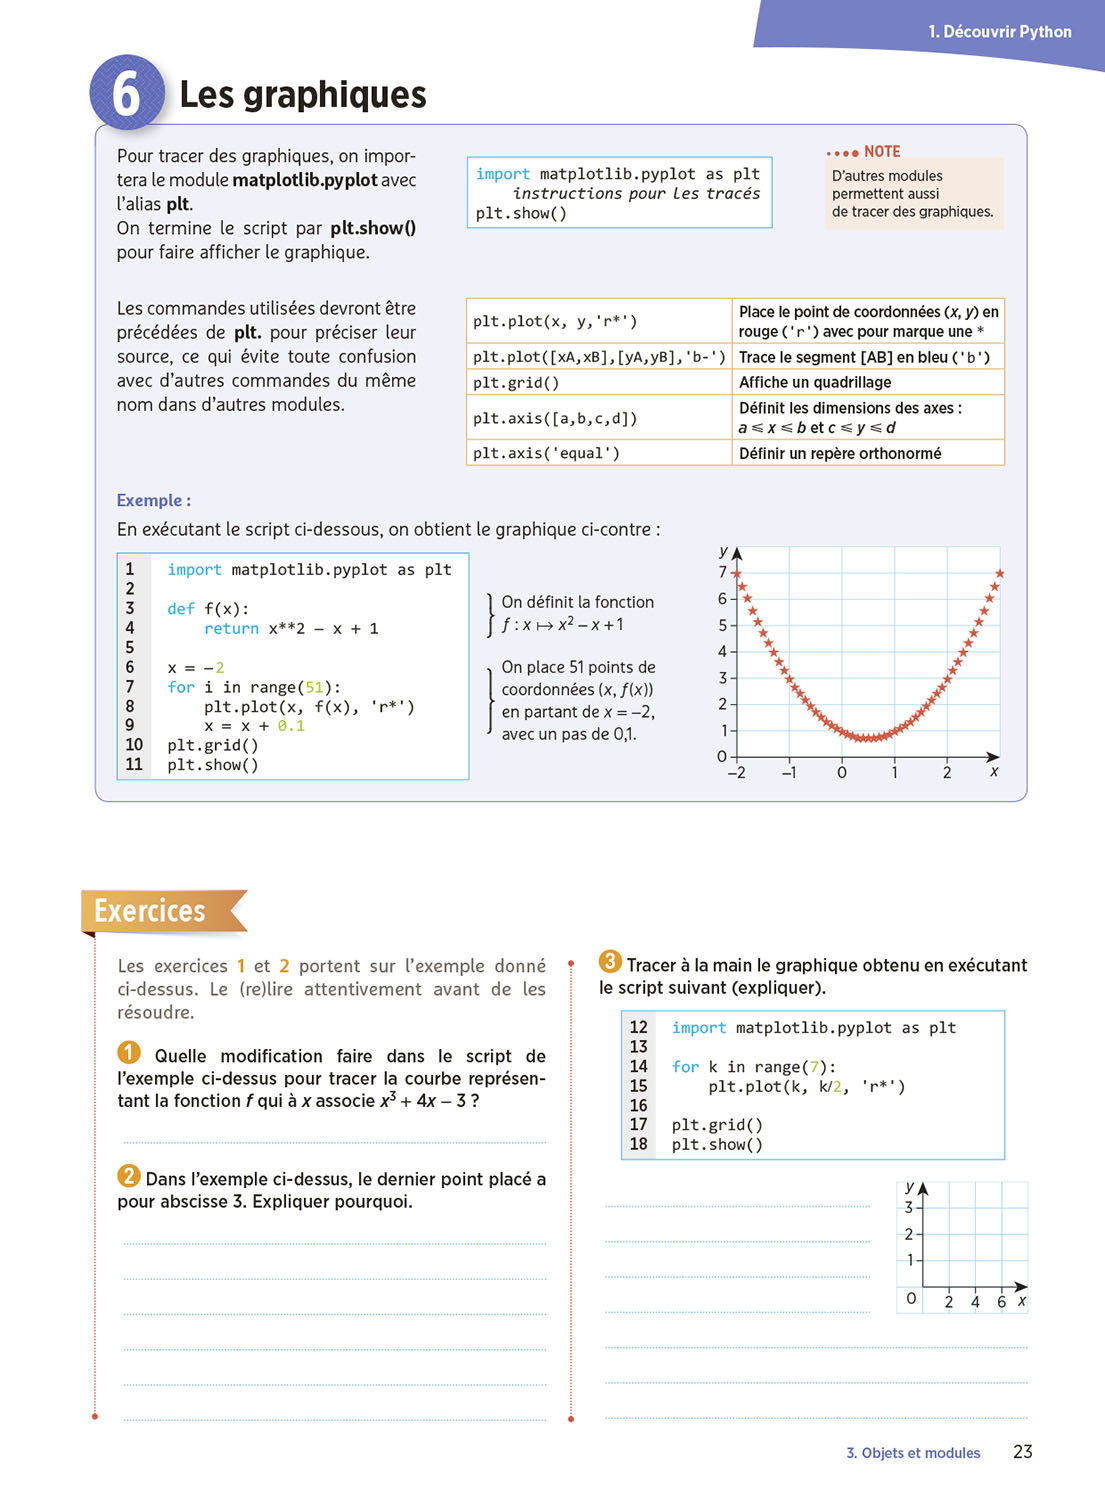 1. Découvrir Python
6 Les graphiques
Pour tracer des graphiques, on impor-
tera le module matplotlib.pyplot avec
l'alias plt.
On termine le script par plt.show()
pour faire afficher le graphique.
import matplotlib.pyplot as plt
instructions pour les tracés
plt.show()
NOTE
D'autres modules
permettent aussi
de tracer des graphiques.
Les commandes utilisées devront être
précédées de plt. pour préciser leur
source, ce qui évite toute confusion
avec d'autres commandes du même
nom dans d'autres modules.
plt.plot(x, y,'r*')
Place le point de coordonnées (x, y) en
rouge ('r') avec pour marque une *
plt.plot([xA,xB],[yA,yB],'b-')
Trace le segment [AB] en bleu ('b')
plt.grid()
Affiche un quadrillage
plt.axis([a,b,c,d])
Définit les dimensions des axes :
a ⩽ x ⩽ b et c ⩽ y ⩽ d
plt.axis('equal')
Définir un repère orthonormé
Exemple :
En exécutant le script ci-dessous, on obtient le graphique ci-contre :
1 import matplotlib.pyplot as plt
2
3 def f(x):
4 return x**2 – x + 1
5
6 x = –2
7 for i in range(51):
8 plt.plot(x, f(x), 'r*')
9 x = x + 0.1
10 plt.grid()
11 plt.show()
On définit la fonction
f : x ↦ x² – x + 1
On place 51 points de
coordonnées (x, f(x))
en partant de x = –2,
avec un pas de 0,1.
y
7
6
5
4
3
2
1
0
–2 –1 0 1 2 x
Exercices
Les exercices 1 et 2 portent sur l'exemple donné
ci-dessus. Le (re)lire attentivement avant de les
résoudre.
1 Quelle modification faire dans le script de
l'exemple ci-dessus pour tracer la courbe représen-
tant la fonction f qui à x associe x³ + 4x – 3 ?
2 Dans l'exemple ci-dessus, le dernier point placé a
pour abscisse 3. Expliquer pourquoi.
3 Tracer à la main le graphique obtenu en exécutant
le script suivant (expliquer).
12 import matplotlib.pyplot as plt
13
14 for k in range(7):
15 plt.plot(k, k/2, 'r*')
16
17 plt.grid()
18 plt.show()
y
3
2
1
0 2 4 6 x
3. Objets et modules 23